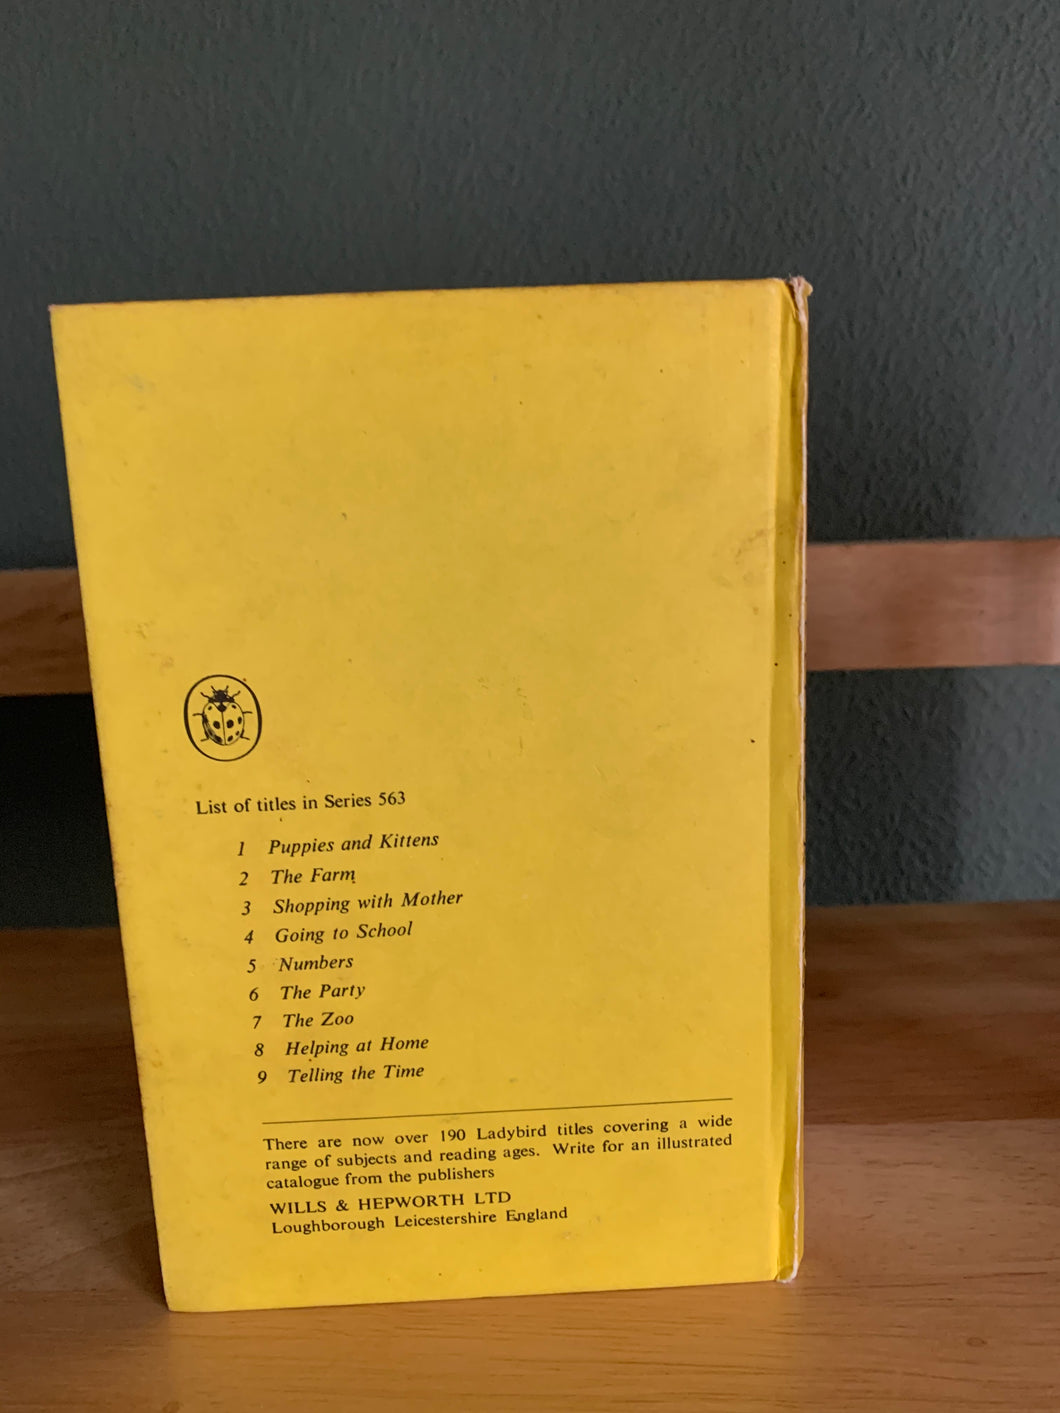 List of titles in Series 563
1 Puppies and Kittens
2 The Farm
3 Shopping with Mother
4 Going to School
5 Numbers
6 The Party
7 The Zoo
8 Helping at Home
9 Telling the Time
There are now over 190 Ladybird titles covering a wide
range of subjects and reading ages. Write for an illustrated
catalogue from the publishers
WILLS & HEPWORTH LTD
Loughborough Leicestershire England